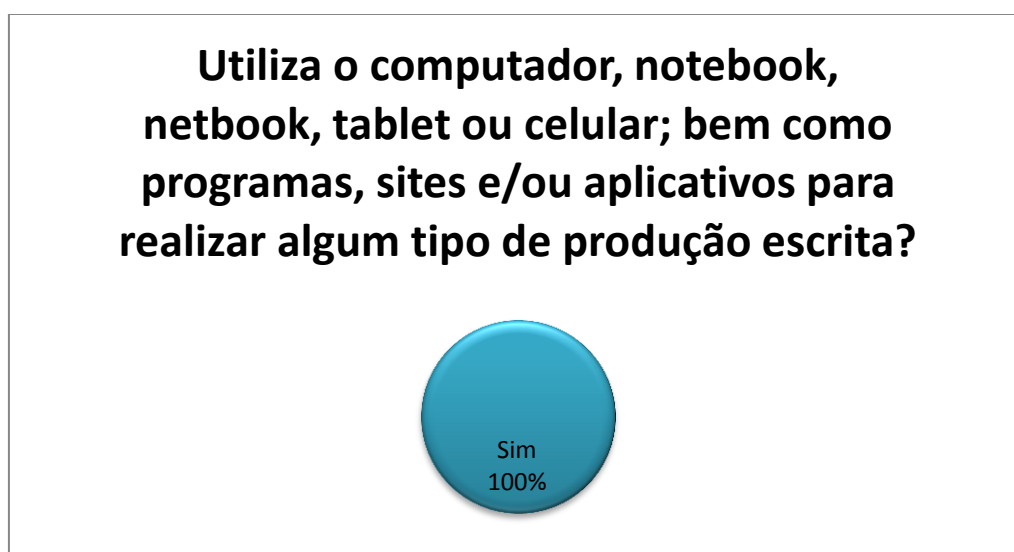 Utiliza o computador, notebook,
netbook, tablet ou celular; bem como
programas, sites e/ou aplicativos para
realizar algum tipo de produção escrita?
Sim
100%